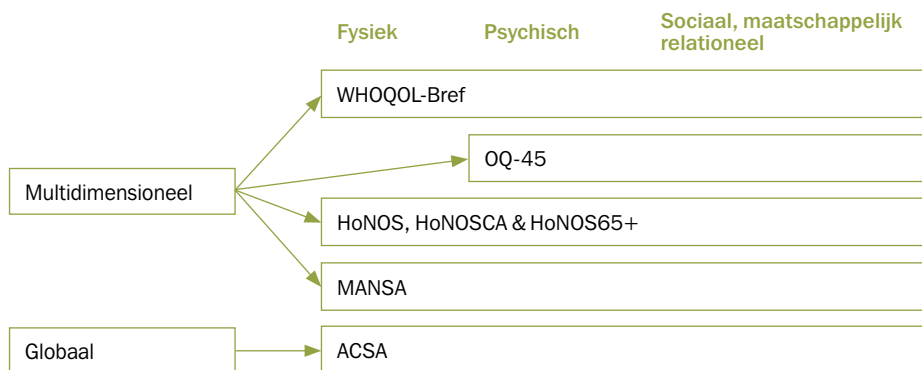 Fysiek
Psychisch
Sociaal, maatschappelijk
relationeel
WHOQOL-Bref
OQ-45
Multidimensioneel
HoNOS, HoNOSCA & HoNOS65+
MANSA
Globaal
ACSA